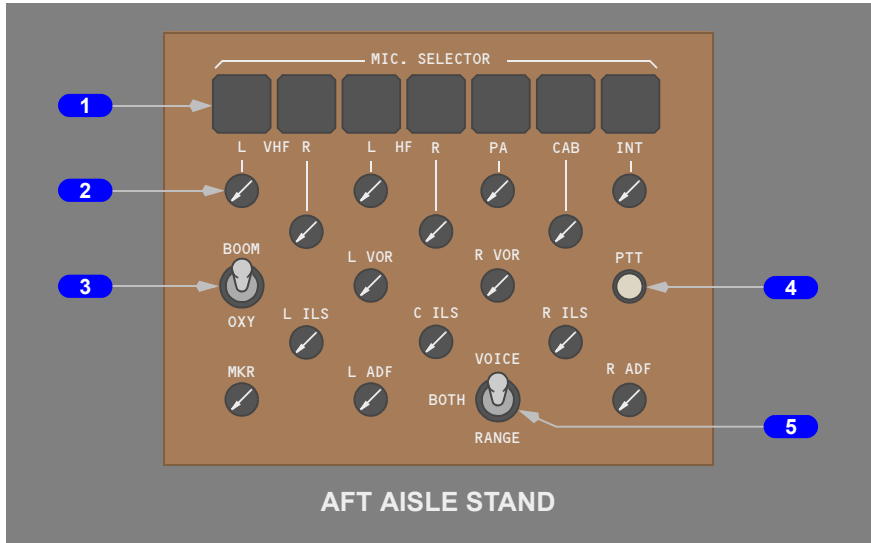 MIC. SELECTOR
1
L VHF R L HF R PA CAB INT
2
BOOM
L VOR R VOR PTT
3 4
OXY L ILS C ILS R ILS
VOICE
MKR L ADF R ADF
BOTH
5
RANGE
AFT AISLE STAND